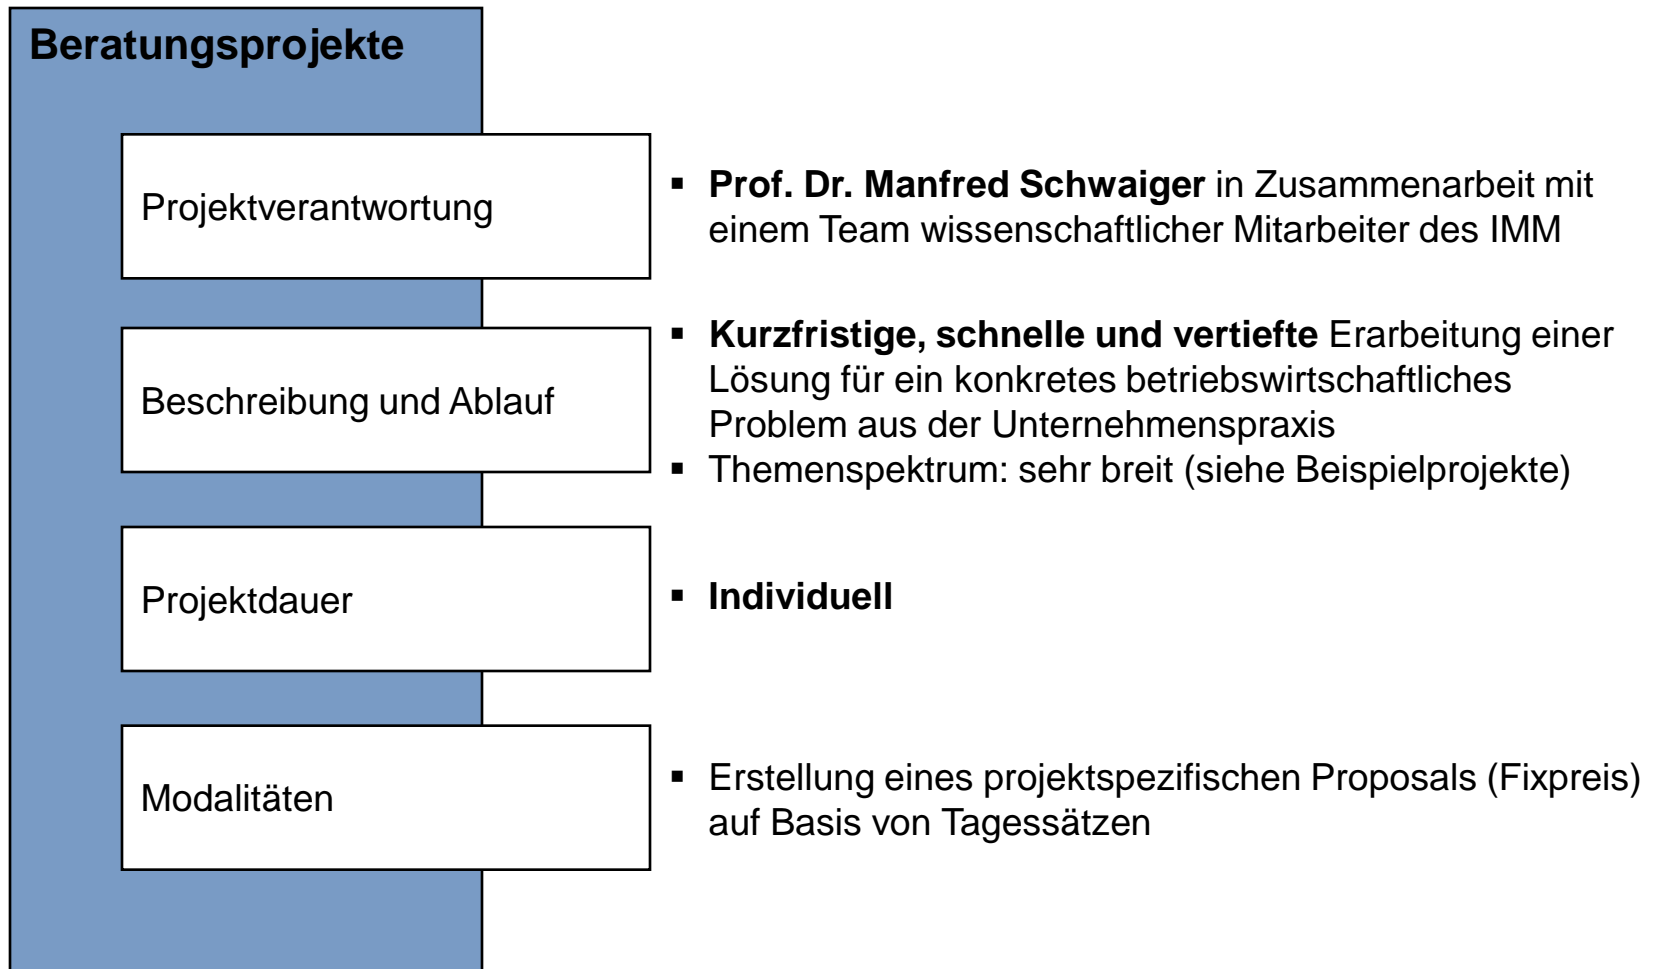 Beratungsprojekte
Projektverantwortung
▪ Prof. Dr. Manfred Schwaiger in Zusammenarbeit mit
einem Team wissenschaftlicher Mitarbeiter des IMM
Beschreibung und Ablauf
▪ Kurzfristige, schnelle und vertiefte Erarbeitung einer
Lösung für ein konkretes betriebswirtschaftliches
Problem aus der Unternehmenspraxis
▪ Themenspektrum: sehr breit (siehe Beispielprojekte)
Projektdauer
▪ Individuell
Modalitäten
▪ Erstellung eines projektspezifischen Proposals (Fixpreis)
auf Basis von Tagessätzen